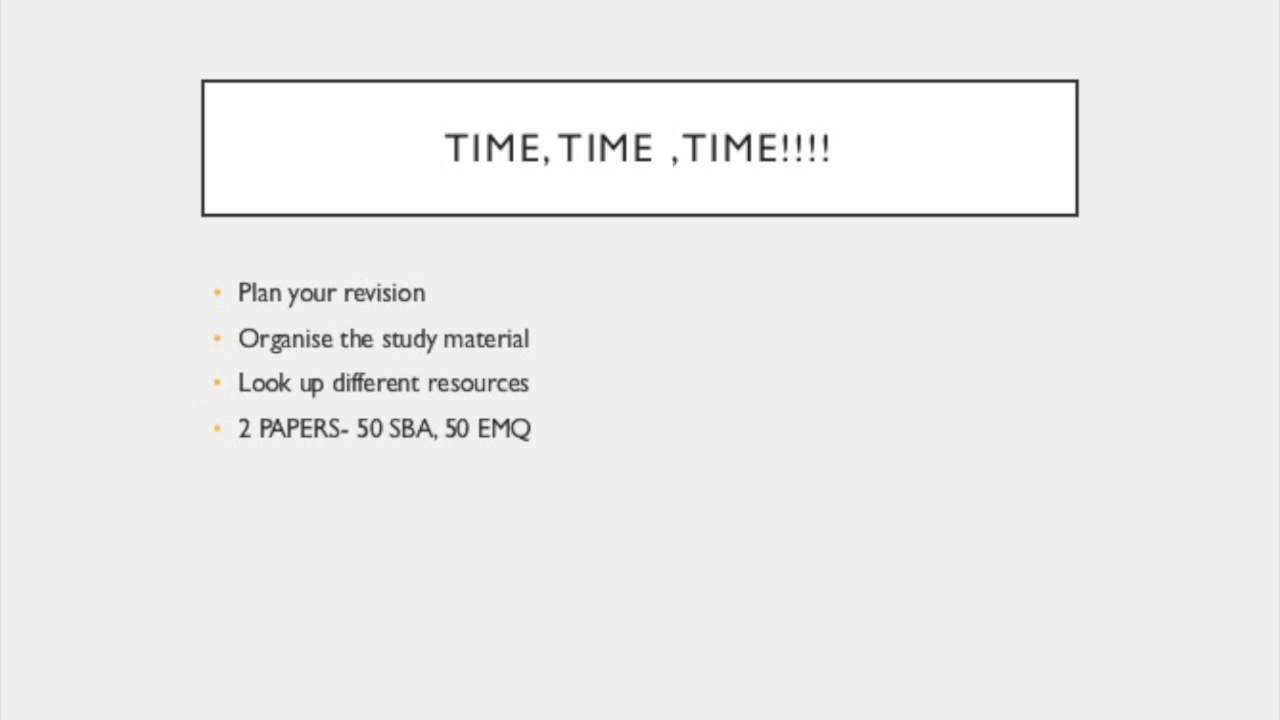 TIME, TIME ,TIME!!!!
• Plan your revision
• Organise the study material
• Look up different resources
• 2 PAPERS- 50 SBA, 50 EMQ